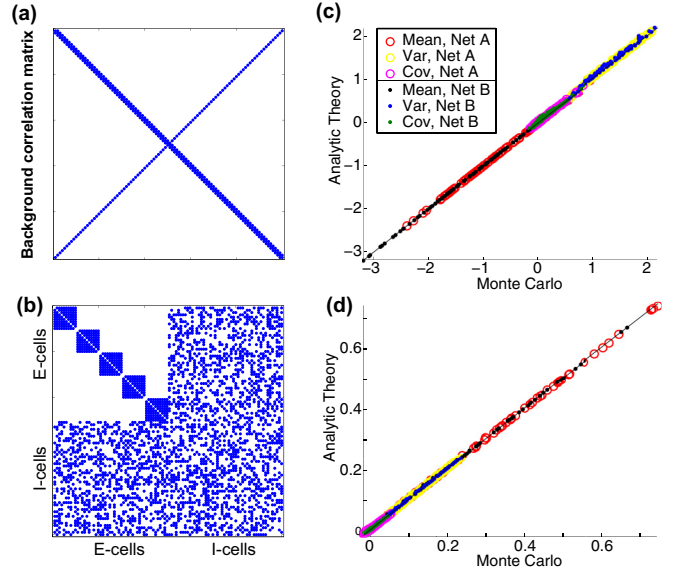 (a)
Background correlation matrix
(b)
E-cells
I-cells
E-cells
I-cells
(c)
Mean, Net A
Var, Net A
Cov, Net A
Mean, Net B
Var, Net B
Cov, Net B
Analytic Theory
2
1
0
−1
−2
−3
−3
−2
−1
0
1
2
Monte Carlo
(d)
Analytic Theory
0.6
0.4
0.2
0
0
0.2
0.4
0.6
Monte Carlo